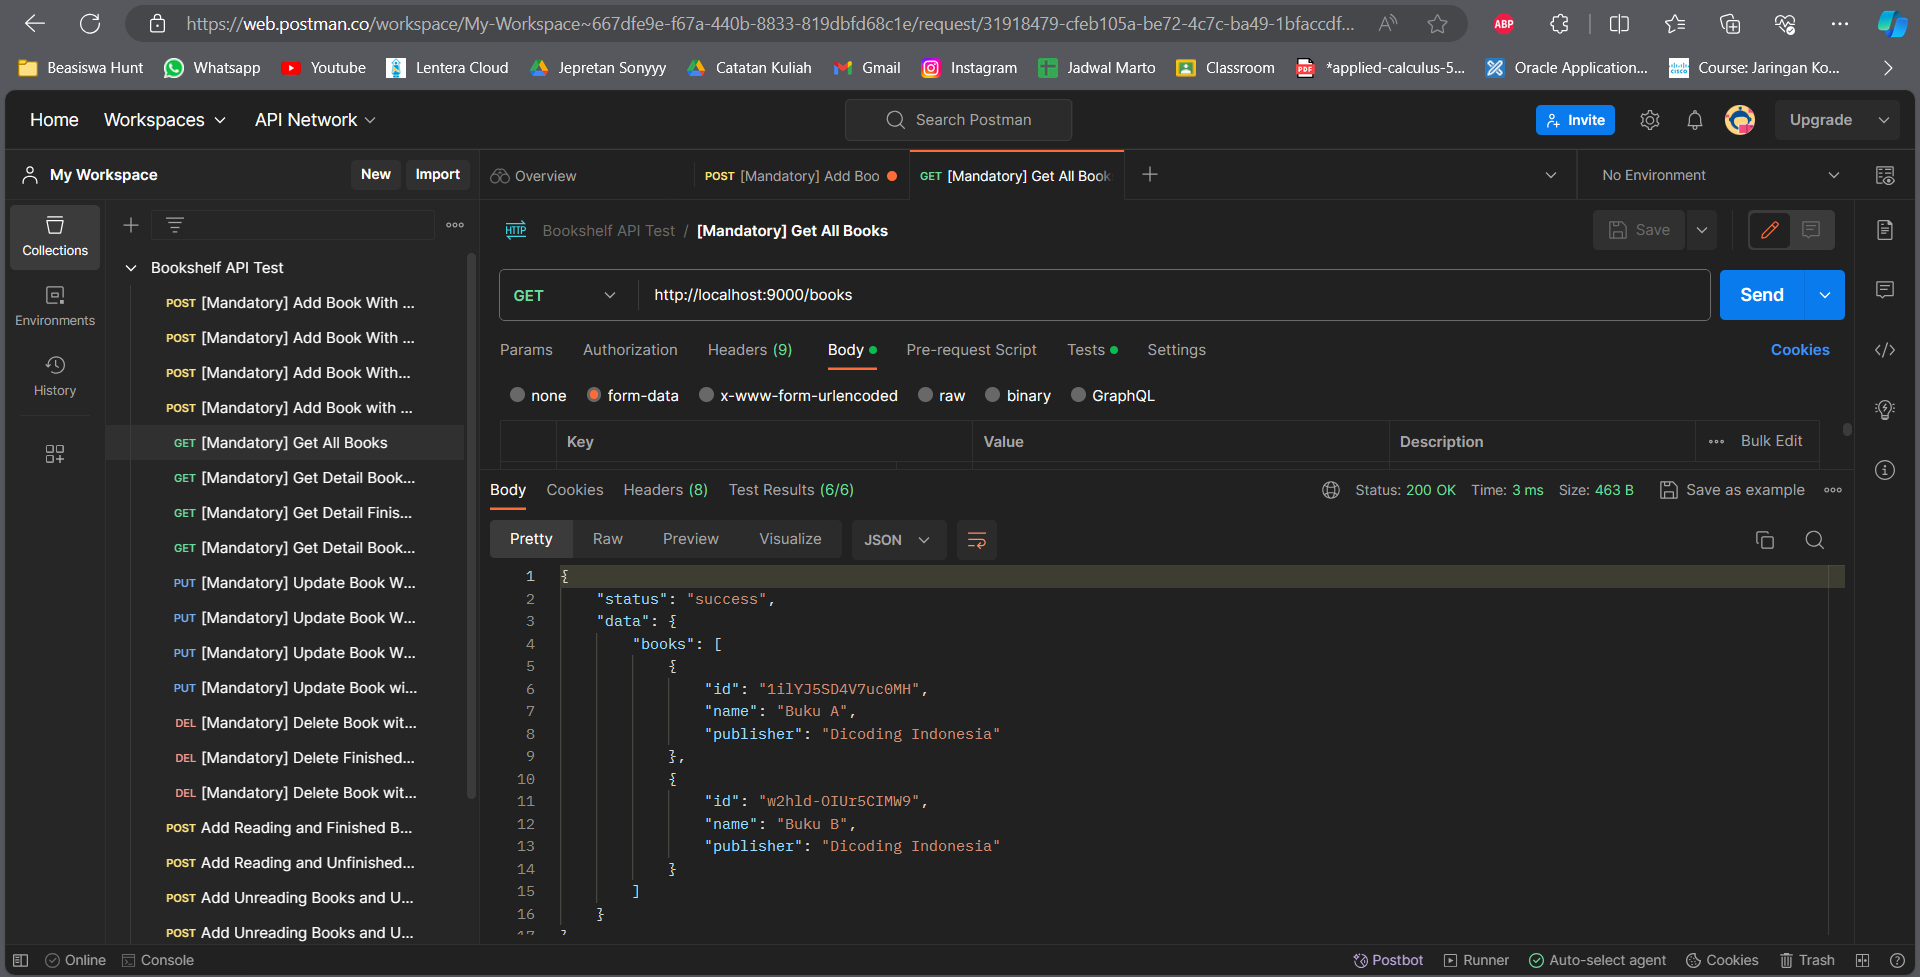 https://web.postman.co/workspace/My-Workspace~667dfe9e-f67a-440b-8833-819dbfd68c1e/request/31918479-cfeb105a-be72-4c7c-ba49-1bfaccdf...
ABP
Beasiswa Hunt Whatsapp Youtube Lentera Cloud Jepretan Sonyyy Catatan Kuliah Gmail Instagram Jadwal Marto Classroom *applied-calculus-5... Oracle Application... Course: Jaringan Ko...
Home Workspaces API Network Search Postman Invite Upgrade
My Workspace New Import Overview POST [Mandatory] Add Boo GET [Mandatory] Get All Book No Environment
Collections
Environments
History
Bookshelf API Test
POST [Mandatory] Add Book With ...
POST [Mandatory] Add Book With ...
POST [Mandatory] Add Book With...
POST [Mandatory] Add Book with ...
GET [Mandatory] Get All Books
GET [Mandatory] Get Detail Book...
GET [Mandatory] Get Detail Finis...
GET [Mandatory] Get Detail Book...
PUT [Mandatory] Update Book W...
PUT [Mandatory] Update Book W...
PUT [Mandatory] Update Book W...
PUT [Mandatory] Update Book wi...
DEL [Mandatory] Delete Book wit...
DEL [Mandatory] Delete Finished...
DEL [Mandatory] Delete Book wit...
POST Add Reading and Finished B...
POST Add Reading and Unfinished...
POST Add Unreading Books and U...
POST Add Unreading Books and U...
HTTP Bookshelf API Test / [Mandatory] Get All Books Save
GET http://localhost:9000/books Send
Params Authorization Headers (9) Body Pre-request Script Tests Settings Cookies
none form-data x-www-form-urlencoded raw binary GraphQL
Key Value Description Bulk Edit
Body Cookies Headers (8) Test Results (6/6) Status: 200 OK Time: 3 ms Size: 463 B Save as example
Pretty Raw Preview Visualize JSON
1 {
2 "status": "success",
3 "data": {
4 "books": [
5 {
6 "id": "1ilYJ5SD4V7uc0MH",
7 "name": "Buku A",
8 "publisher": "Dicoding Indonesia"
9 },
10 {
11 "id": "w2hld-OIUr5CIMW9",
12 "name": "Buku B",
13 "publisher": "Dicoding Indonesia"
14 }
15 ]
16 }
17 }
Online Console Postbot Runner Auto-select agent Cookies Trash